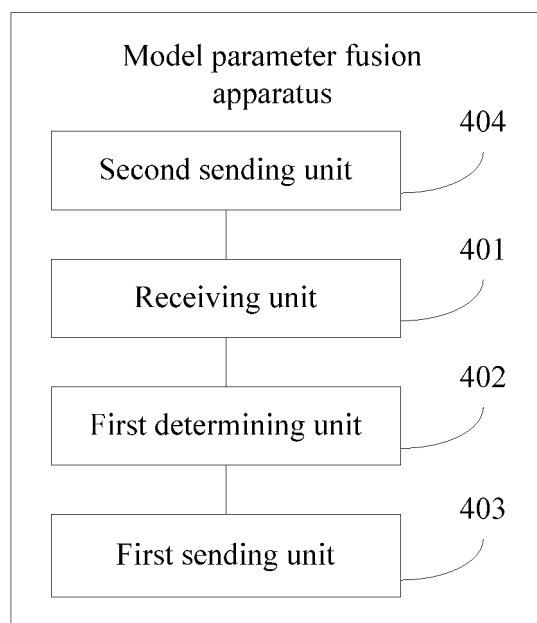 Model parameter fusion
apparatus
404
Second sending unit
401
Receiving unit
402
First determining unit
403
First sending unit